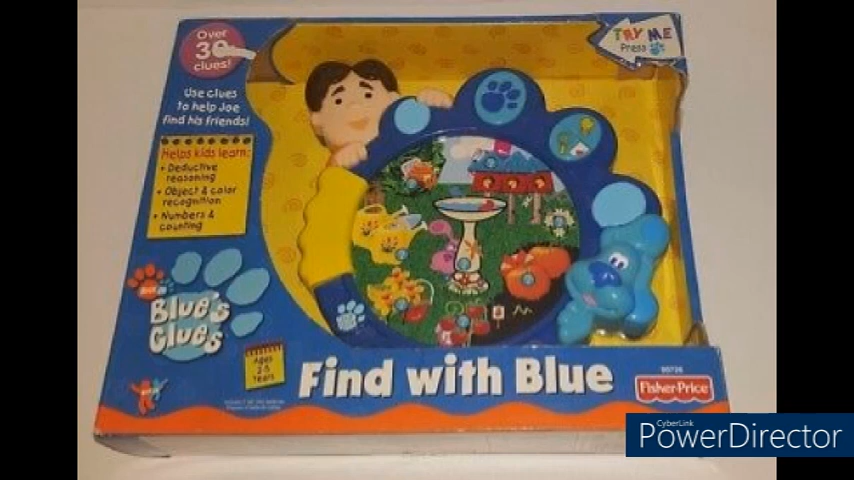 Over
30
clues!
TRY ME
Press
Use clues
to help Joe
find his friends!
Helps kids learn:
• Deductive
reasoning
• Object & color
recognition
• Numbers &
counting
Blue's
Clues
Ages
2-5
Years
Find with Blue
Fisher-Price
CyberLink
PowerDirector